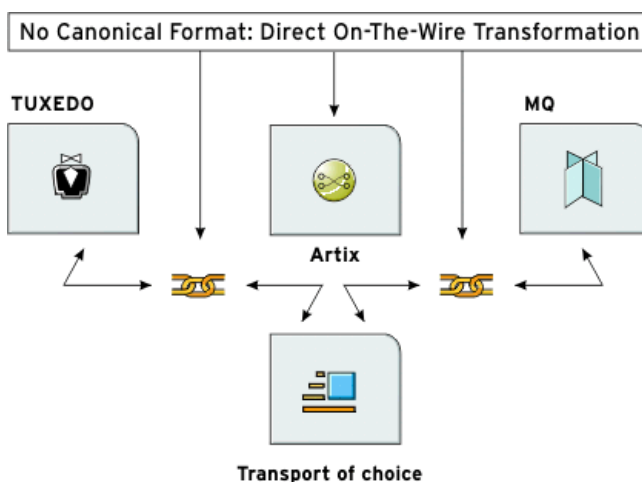 No Canonical Format: Direct On-The-Wire Transformation
TUXEDO
MQ
Artix
Transport of choice